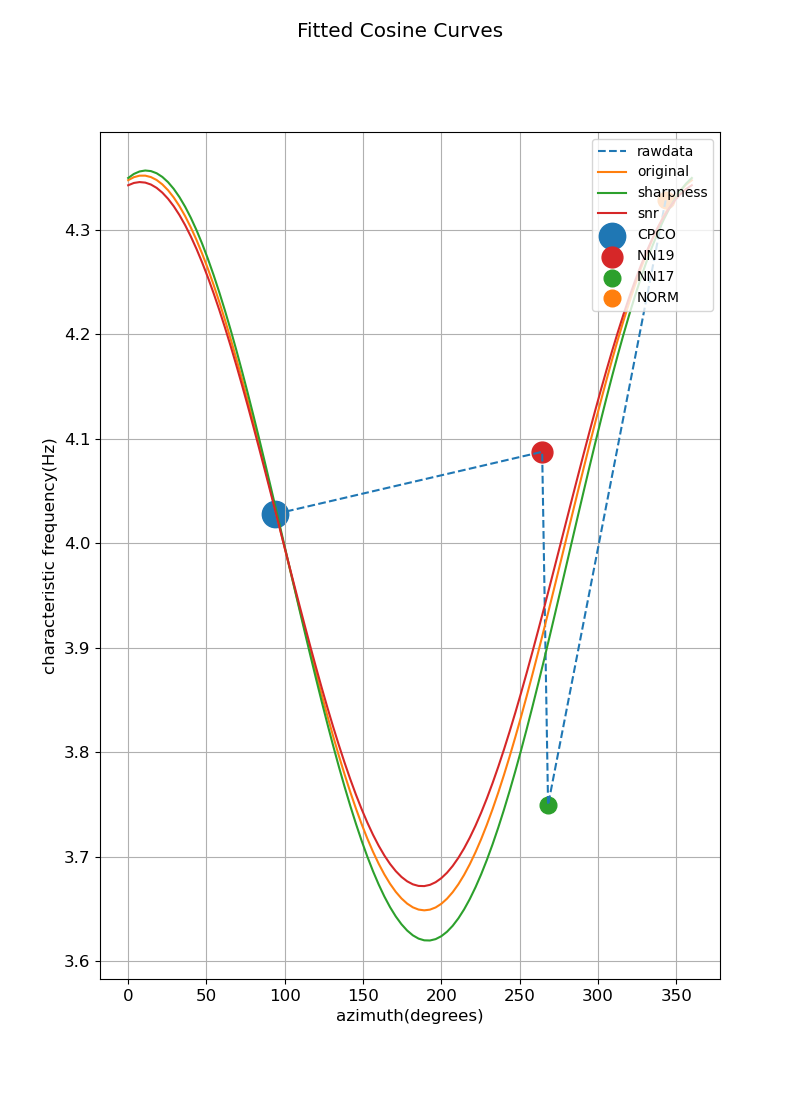 Fitted Cosine Curves
rawdata
original
sharpness
snr
CPCO
NN19
NN17
NORM
4.3
4.2
4.1
4.0
3.9
3.8
3.7
3.6
characteristic frequency(Hz)
0 50 100 150 200 250 300 350
azimuth(degrees)